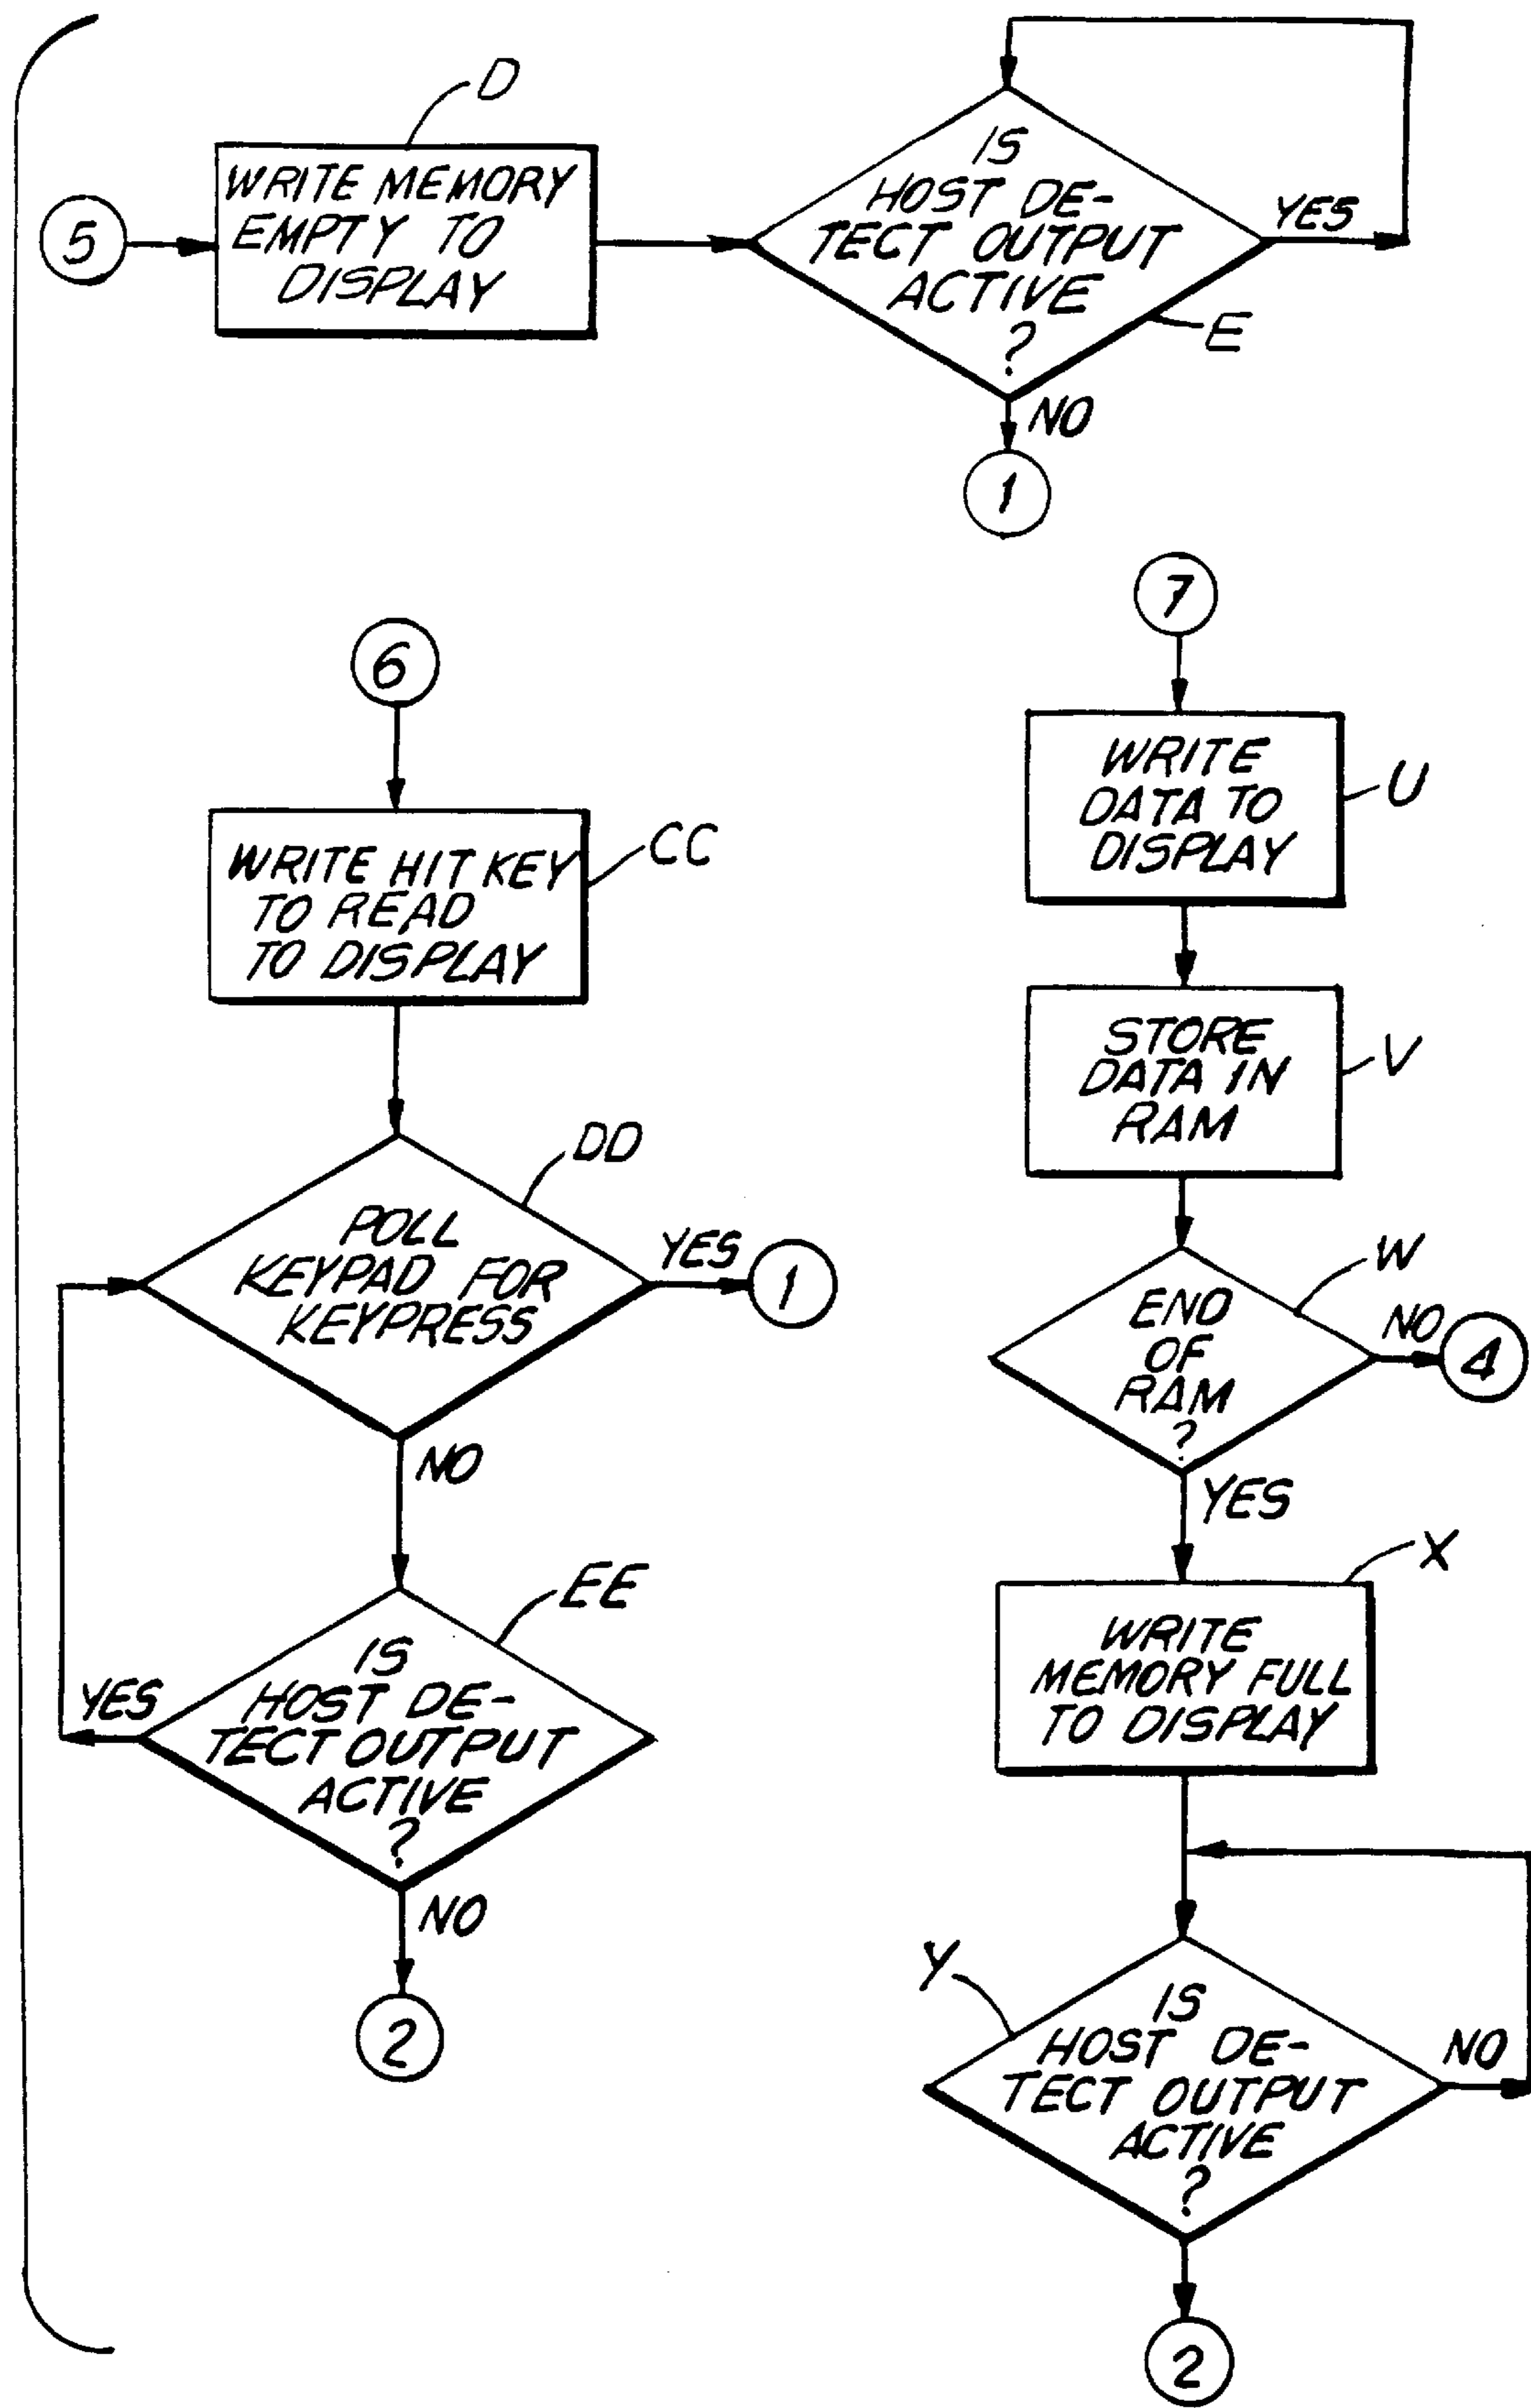 D
5
WRITE MEMORY
EMPTY TO
DISPLAY
IS
HOST DE-
TECT OUTPUT
ACTIVE
?
YES
E
NO
1
6
WRITE HIT KEY
TO READ
TO DISPLAY
CC
POLL
KEYPAD FOR
KEYPRESS
DD
YES
1
NO
IS
HOST DE-
TECT OUTPUT
ACTIVE
?
EE
YES
NO
2
7
WRITE
DATA TO
DISPLAY
U
STORE
DATA IN
RAM
V
END
OF
RAM
?
W
NO
4
YES
WRITE
MEMORY FULL
TO DISPLAY
X
Y
IS
HOST DE-
TECT OUTPUT
ACTIVE
?
NO
2